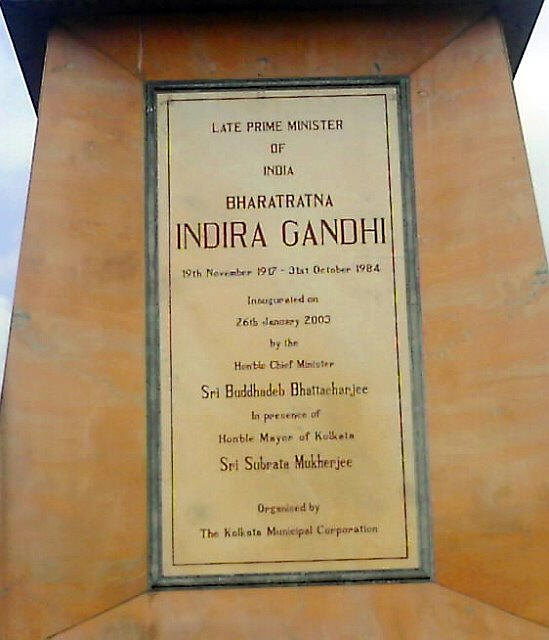 LATE PRIME MINISTER
OF
INDIA
BHARATRATNA
INDIRA GANDHI
19th November 1917 - 31st October 1984
Inaugurated on
26th January 2003
by the
Hon'ble Chief Minister
Sri Buddhadeb Bhattacharjee
In presence of
Honble Mayor of Kolkata
Sri Subrata Mukherjee
Organised by
The Kolkata Municipal Corporation